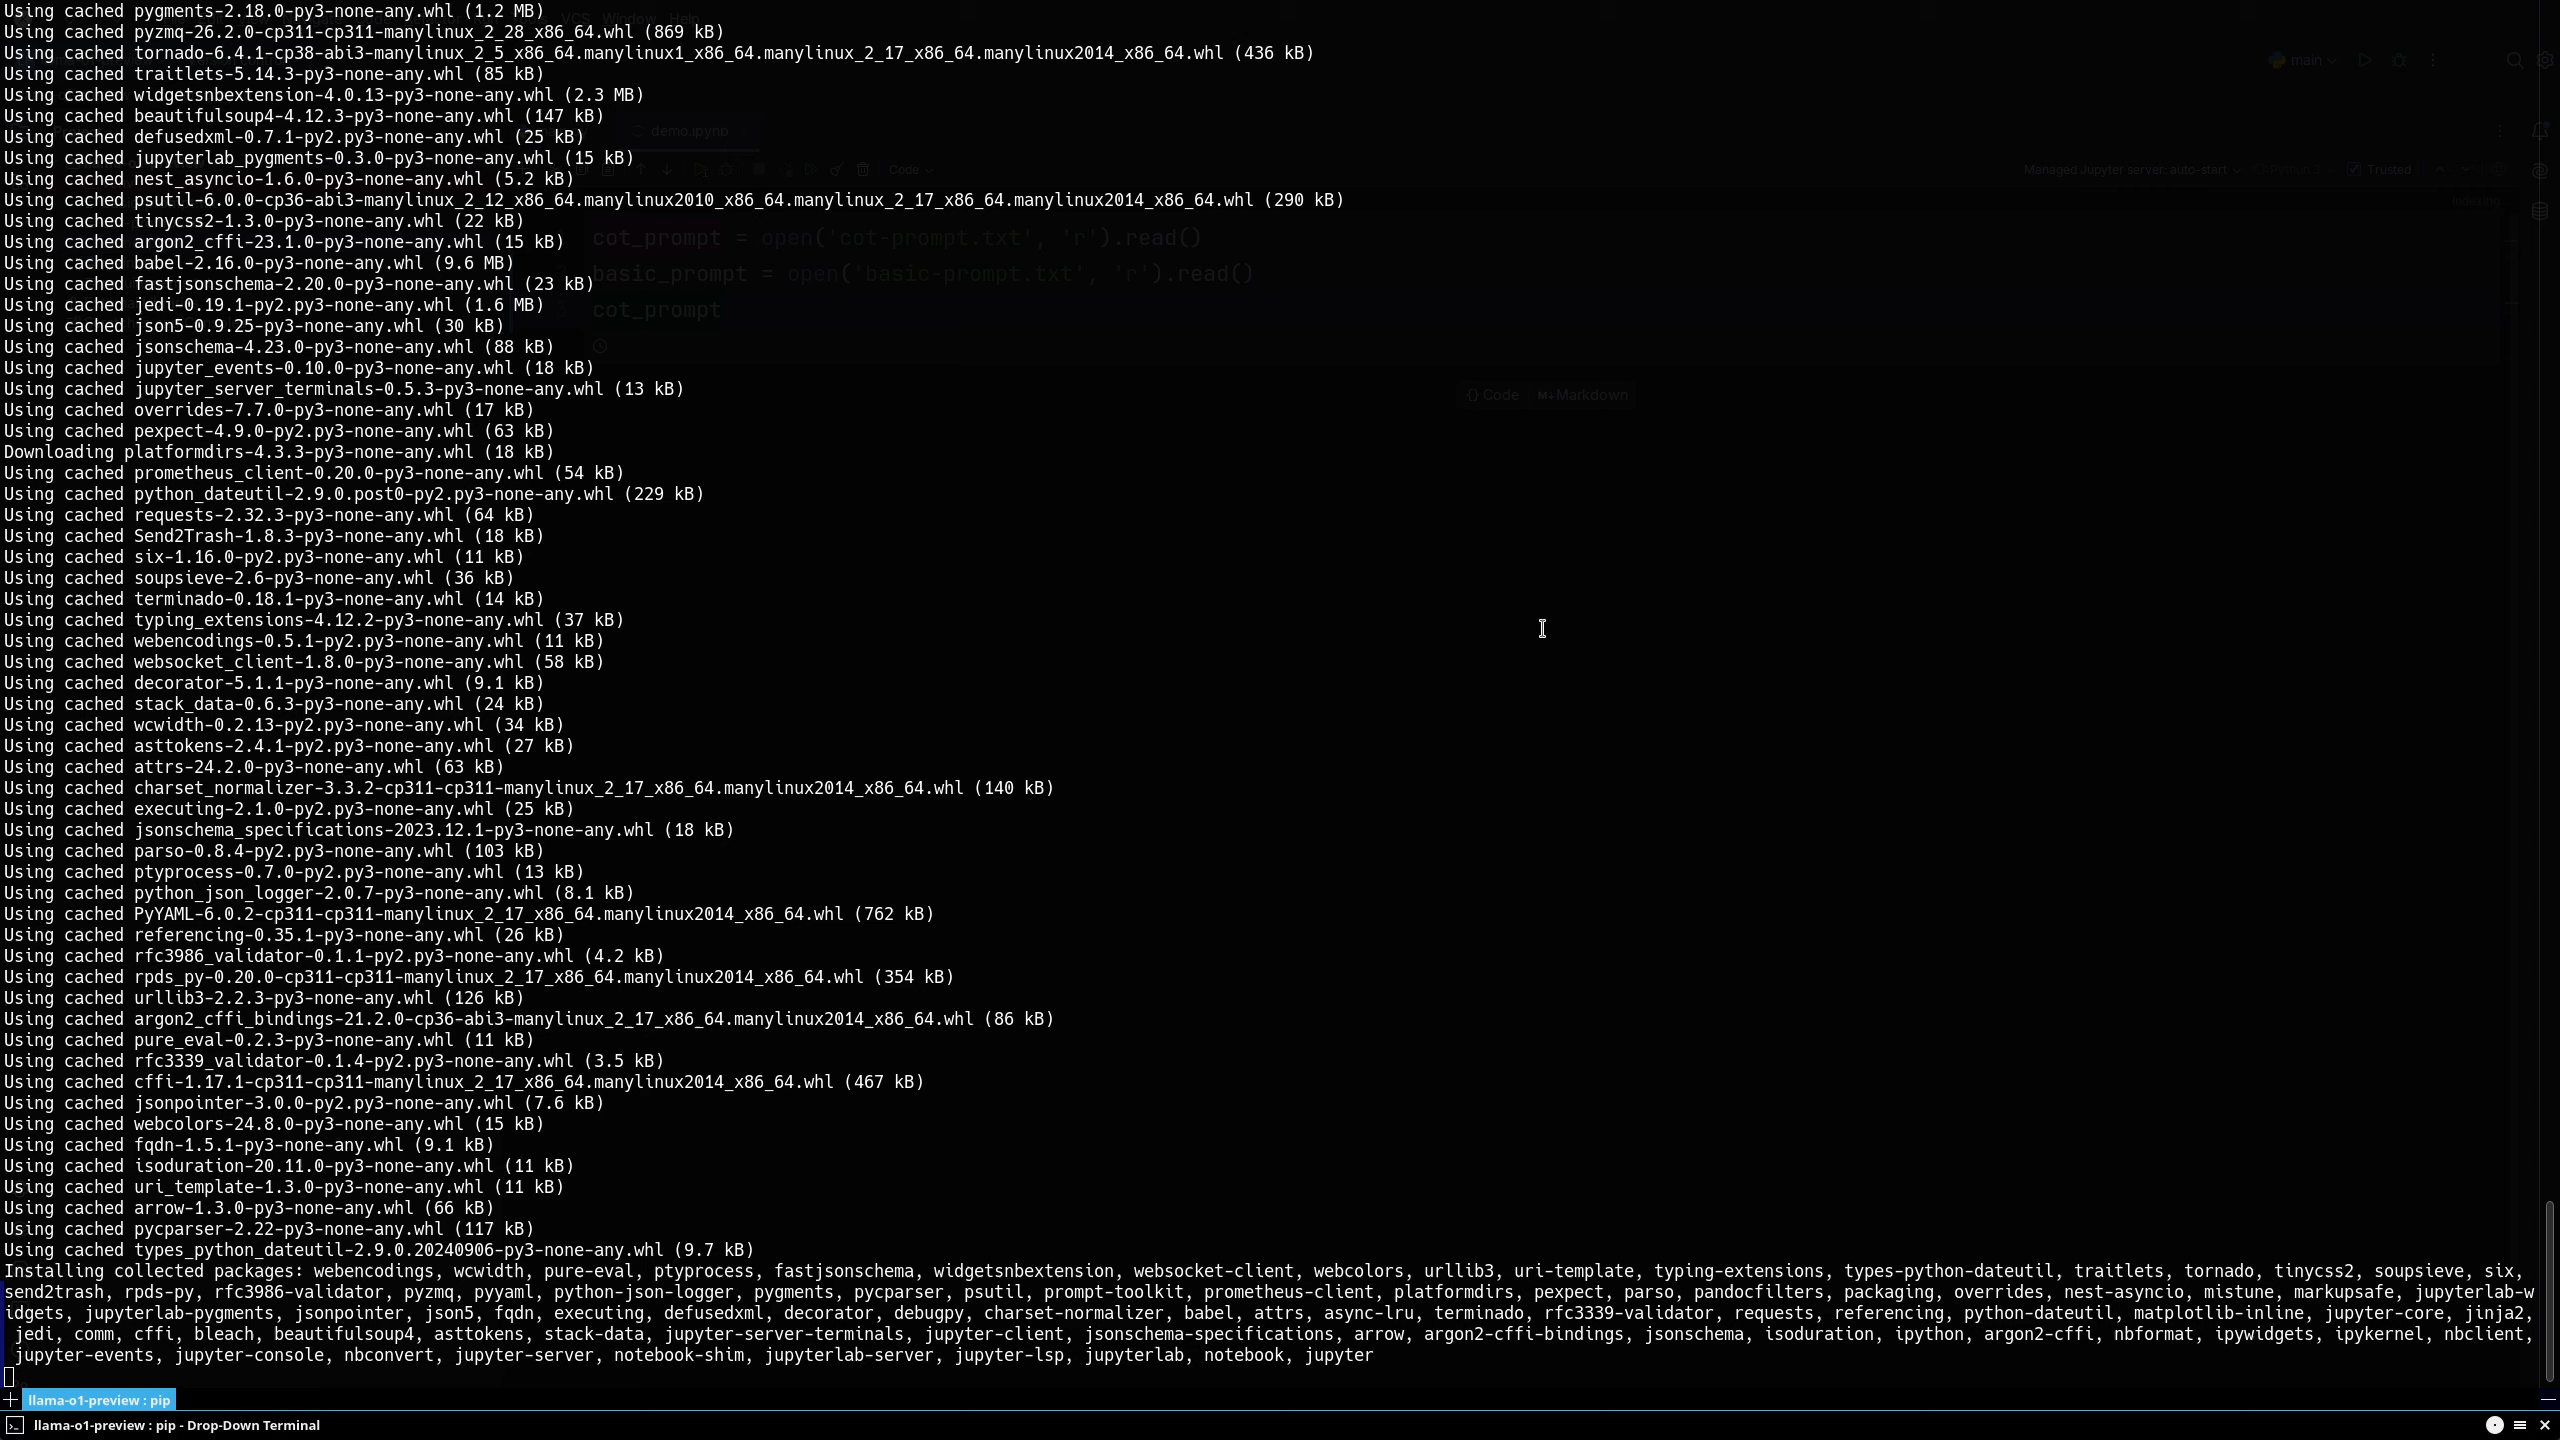 Using cached pygments-2.18.0-py3-none-any.whl (1.2 MB)
VCS Window Help
Using cached pyzmq-26.2.0-cp311-cp311-manylinux_2_28_x86_64.whl (869 kB)
Using cached tornado-6.4.1-cp38-abi3-manylinux_2_5_x86_64.manylinux1_x86_64.manylinux_2_17_x86_64.manylinux2014_x86_64.whl (436 kB)
main
Using cached traitlets-5.14.3-py3-none-any.whl (85 kB)
Using cached widgetsnbextension-4.0.13-py3-none-any.whl (2.3 MB)
Using cached beautifulsoup4-4.12.3-py3-none-any.whl (147 kB)
Using cached defusedxml-0.7.1-py2.py3-none-any.whl (25 kB)
demo.ipynb
Using cached jupyterlab_pygments-0.3.0-py3-none-any.whl (15 kB)
Code
Managed Jupyter server: auto-start
Trusted
Using cached nest_asyncio-1.6.0-py3-none-any.whl (5.2 kB)
Using cached psutil-6.0.0-cp36-abi3-manylinux_2_12_x86_64.manylinux2010_x86_64.manylinux_2_17_x86_64.manylinux2014_x86_64.whl (290 kB)
Using cached tinycss2-1.3.0-py3-none-any.whl (22 kB)
Using cached argon2_cffi-23.1.0-py3-none-any.whl (15 kB)
cot_prompt = open('cot-prompt.txt', 'r').read()
Using cached babel-2.16.0-py3-none-any.whl (9.6 MB)
basic_prompt = open('basic-prompt.txt', 'r').read()
Using cached fastjsonschema-2.20.0-py3-none-any.whl (23 kB)
Using cached jedi-0.19.1-py2.py3-none-any.whl (1.6 MB)
cot_prompt
Using cached json5-0.9.25-py3-none-any.whl (30 kB)
Using cached jsonschema-4.23.0-py3-none-any.whl (88 kB)
Using cached jupyter_events-0.10.0-py3-none-any.whl (18 kB)
Using cached jupyter_server_terminals-0.5.3-py3-none-any.whl (13 kB)
Code Markdown
Using cached overrides-7.7.0-py3-none-any.whl (17 kB)
Using cached pexpect-4.9.0-py2.py3-none-any.whl (63 kB)
Downloading platformdirs-4.3.3-py3-none-any.whl (18 kB)
Using cached prometheus_client-0.20.0-py3-none-any.whl (54 kB)
Using cached python_dateutil-2.9.0.post0-py2.py3-none-any.whl (229 kB)
Using cached requests-2.32.3-py3-none-any.whl (64 kB)
Using cached Send2Trash-1.8.3-py3-none-any.whl (18 kB)
Using cached six-1.16.0-py2.py3-none-any.whl (11 kB)
Using cached soupsieve-2.6-py3-none-any.whl (36 kB)
Using cached terminado-0.18.1-py3-none-any.whl (14 kB)
Using cached typing_extensions-4.12.2-py3-none-any.whl (37 kB)
Using cached webencodings-0.5.1-py2.py3-none-any.whl (11 kB)
Using cached websocket_client-1.8.0-py3-none-any.whl (58 kB)
Using cached decorator-5.1.1-py3-none-any.whl (9.1 kB)
Using cached stack_data-0.6.3-py3-none-any.whl (24 kB)
Using cached wcwidth-0.2.13-py2.py3-none-any.whl (34 kB)
Using cached asttokens-2.4.1-py2.py3-none-any.whl (27 kB)
Using cached attrs-24.2.0-py3-none-any.whl (63 kB)
Using cached charset_normalizer-3.3.2-cp311-cp311-manylinux_2_17_x86_64.manylinux2014_x86_64.whl (140 kB)
Using cached executing-2.1.0-py2.py3-none-any.whl (25 kB)
Using cached jsonschema_specifications-2023.12.1-py3-none-any.whl (18 kB)
Using cached parso-0.8.4-py2.py3-none-any.whl (103 kB)
Using cached ptyprocess-0.7.0-py2.py3-none-any.whl (13 kB)
Using cached python_json_logger-2.0.7-py3-none-any.whl (8.1 kB)
Using cached PyYAML-6.0.2-cp311-cp311-manylinux_2_17_x86_64.manylinux2014_x86_64.whl (762 kB)
Using cached referencing-0.35.1-py3-none-any.whl (26 kB)
Using cached rfc3986_validator-0.1.1-py2.py3-none-any.whl (4.2 kB)
Using cached rpds_py-0.20.0-cp311-cp311-manylinux_2_17_x86_64.manylinux2014_x86_64.whl (354 kB)
Using cached urllib3-2.2.3-py3-none-any.whl (126 kB)
Using cached argon2_cffi_bindings-21.2.0-cp36-abi3-manylinux_2_17_x86_64.manylinux2014_x86_64.whl (86 kB)
Using cached pure_eval-0.2.3-py3-none-any.whl (11 kB)
Using cached rfc3339_validator-0.1.4-py2.py3-none-any.whl (3.5 kB)
Using cached cffi-1.17.1-cp311-cp311-manylinux_2_17_x86_64.manylinux2014_x86_64.whl (467 kB)
Using cached jsonpointer-3.0.0-py2.py3-none-any.whl (7.6 kB)
Using cached webcolors-24.8.0-py3-none-any.whl (15 kB)
Using cached fqdn-1.5.1-py3-none-any.whl (9.1 kB)
Using cached isoduration-20.11.0-py3-none-any.whl (11 kB)
Using cached uri_template-1.3.0-py3-none-any.whl (11 kB)
Using cached arrow-1.3.0-py3-none-any.whl (66 kB)
Using cached pycparser-2.22-py3-none-any.whl (117 kB)
Using cached types_python_dateutil-2.9.0.20240906-py3-none-any.whl (9.7 kB)
Installing collected packages: webencodings, wcwidth, pure-eval, ptyprocess, fastjsonschema, widgetsnbextension, websocket-client, webcolors, urllib3, uri-template, typing-extensions, types-python-dateutil, traitlets, tornado, tinycss2, soupsieve, six,
send2trash, rpds-py, rfc3986-validator, pyzmq, pyyaml, python-json-logger, pygments, pycparser, psutil, prompt-toolkit, prometheus-client, platformdirs, pexpect, parso, pandocfilters, packaging, overrides, nest-asyncio, mistune, markupsafe, jupyterlab-w
idgets, jupyterlab-pygments, jsonpointer, json5, fqdn, executing, defusedxml, decorator, debugpy, charset-normalizer, babel, attrs, async-lru, terminado, rfc3339-validator, requests, referencing, python-dateutil, matplotlib-inline, jupyter-core, jinja2,
jedi, comm, cffi, bleach, beautifulsoup4, asttokens, stack-data, jupyter-server-terminals, jupyter-client, jsonschema-specifications, arrow, argon2-cffi-bindings, jsonschema, isoduration, ipython, argon2-cffi, nbformat, ipywidgets, ipykernel, nbclient,
jupyter-events, jupyter-console, nbconvert, jupyter-server, notebook-shim, jupyterlab-server, jupyter-lsp, jupyterlab, notebook, jupyter
llama-o1-preview : pip
llama-o1-preview : pip - Drop-Down Terminal